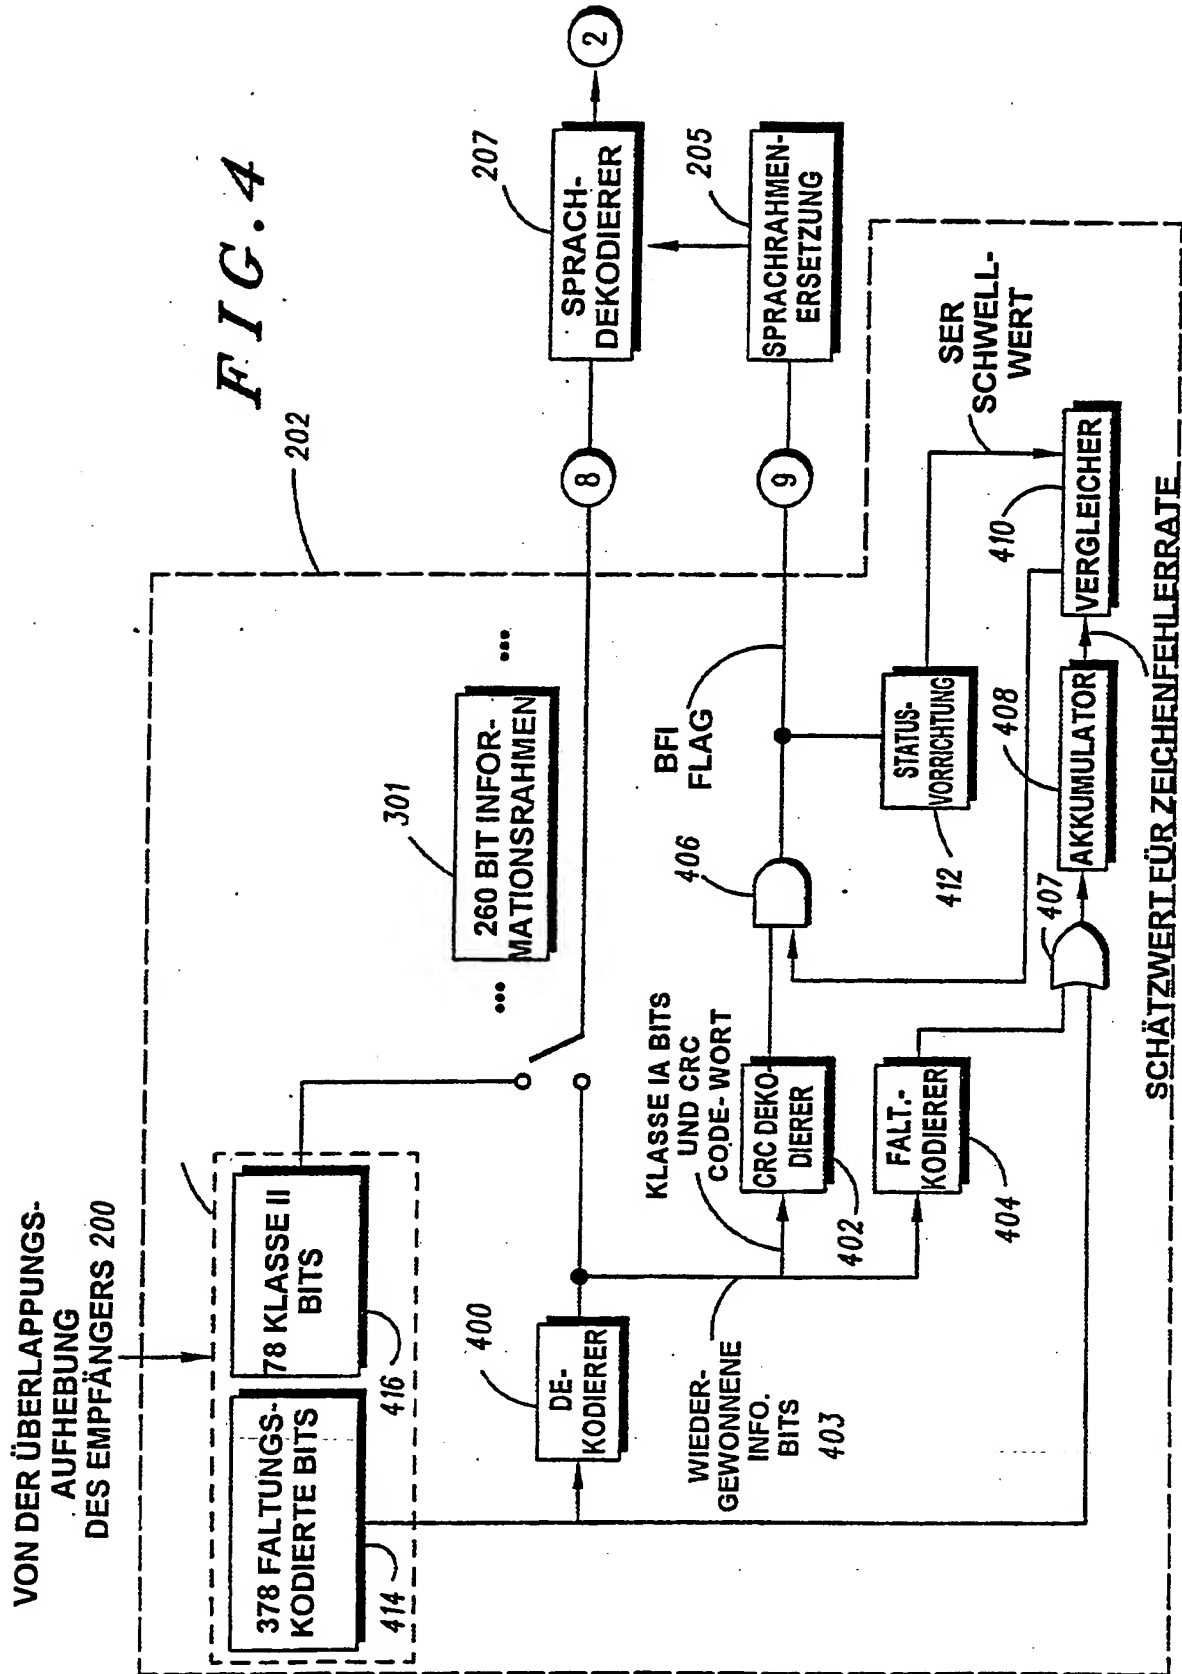 FIG.4
VON DER ÜBERLAPPUNGS-
AUFHEBUNG
DES EMPFÄNGERS 200
202
378 FALTUNGS-
KODIERTE BITS
414
78 KLASSE II
BITS
416
301
260 BIT INFOR-
MATIONSRAHMEN
•••
•••
8
SPRACH-
DEKODIERER
207
2
400
DE-
KODIERER
WIEDER-
GEWONNENE
INFO.
BITS
403
KLASSE IA BITS
UND CRC
CODE-WORT
CRC DEKO-
DIERER
402
FALT.-
KODIERER
404
406
BFI
FLAG
9
SPRACHRAHMEN-
ERSETZUNG
205
STATUS-
VORRICHTUNG
412
SER
SCHWELL-
WERT
407
AKKUMULATOR
408
VERGLEICHER
410
SCHÄTZWERT FÜR ZEICHENFEHLERRATE